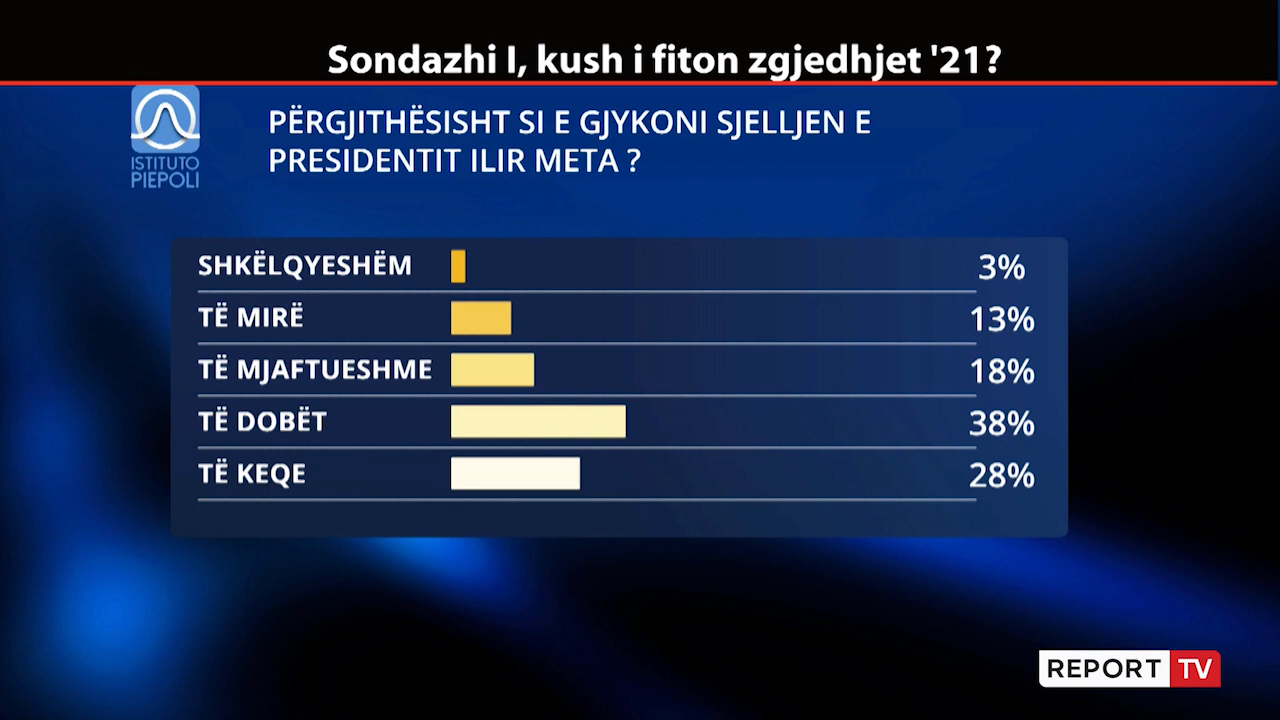 Sondazhi I, kush i fiton zgjedhjet '21?
ISTITUTO
PIEPOLI
PËRGJITHËSISHT SI E GJYKONI SJELLJEN E
PRESIDENTIT ILIR META ?
SHKËLQYESHËM 3%
TË MIRË 13%
TË MJAFTUESHME 18%
TË DOBËT 38%
TË KEQE 28%
REPORT TV